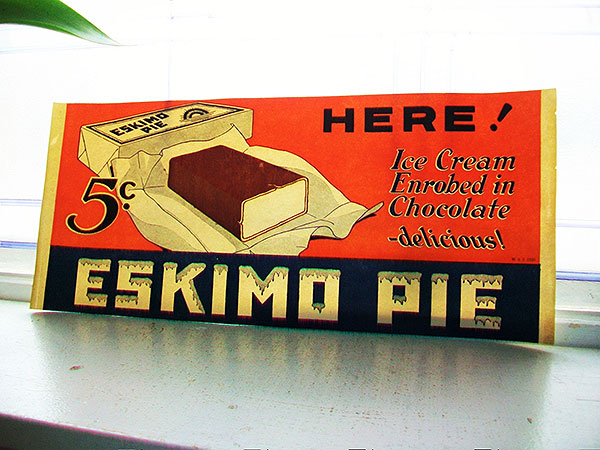 HERE!
ESKIMO
PIE
5¢
Ice Cream
Enrobed in
Chocolate
-delicious!
ESKIMO PIE